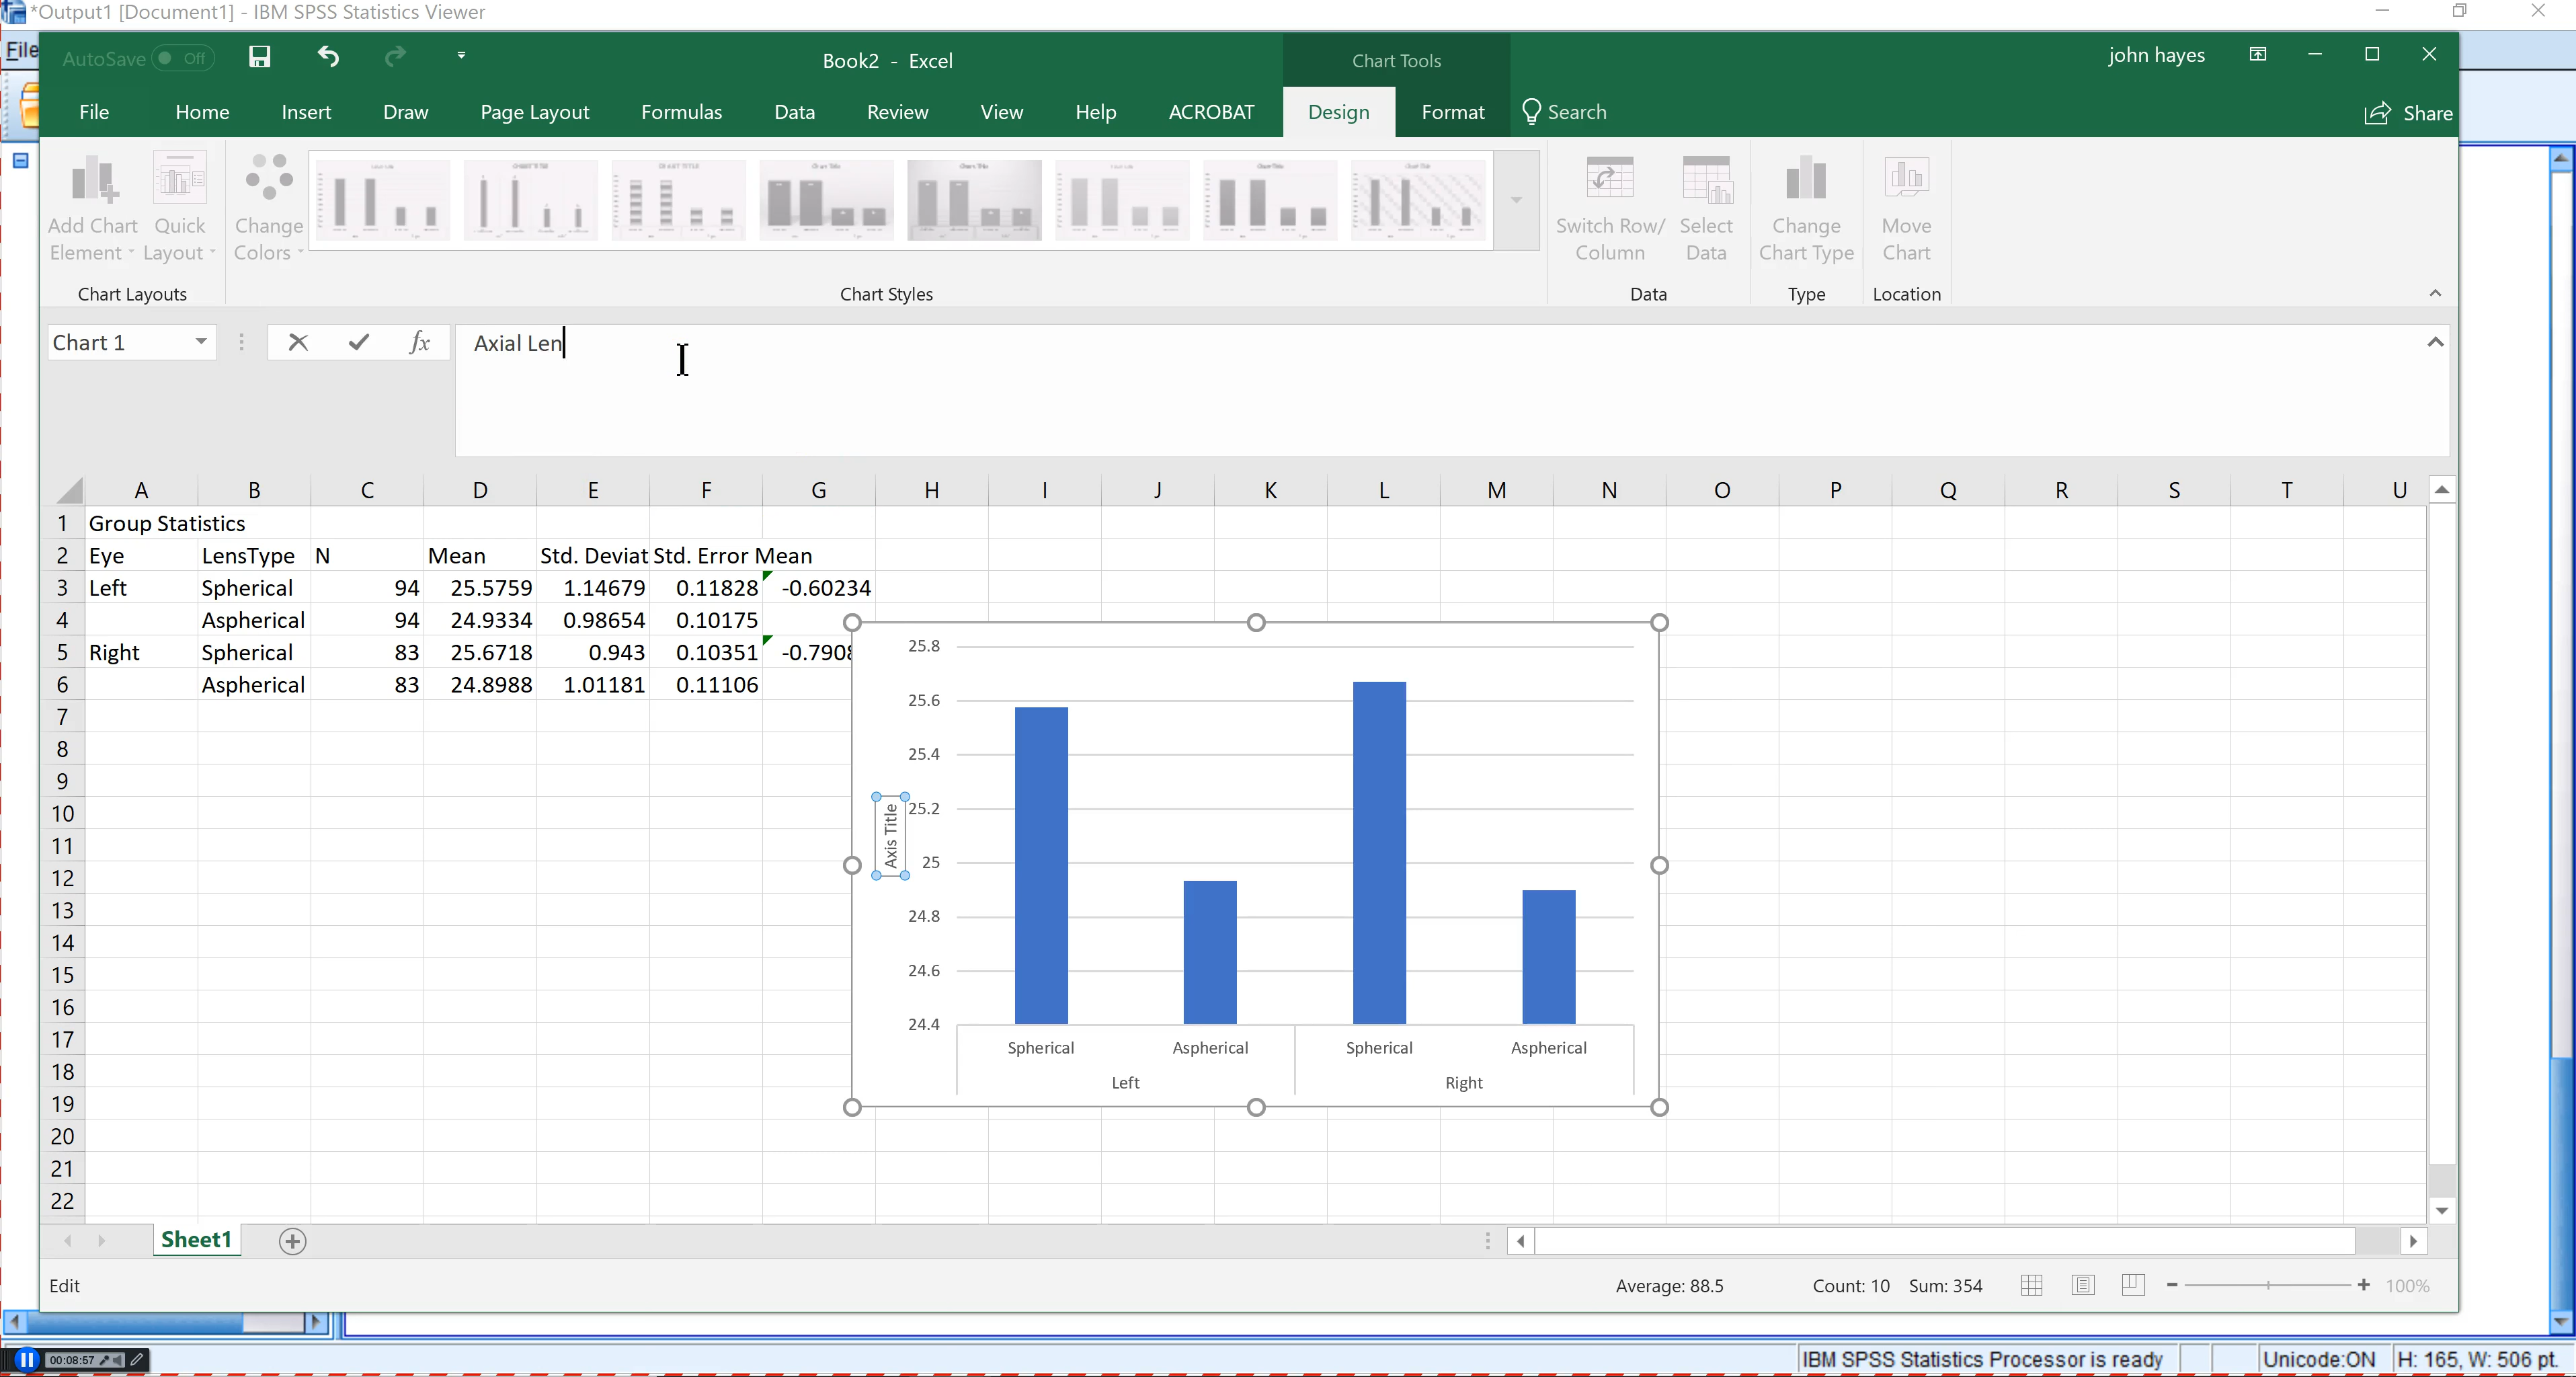 *Output1 [Document1] - IBM SPSS Statistics Viewer
File
AutoSave Off
Book2 - Excel
Chart Tools
john hayes
File Home Insert Draw Page Layout Formulas Data Review View Help ACROBAT Design Format Search
Share
Add Chart Element
Quick Layout
Change Colors
Switch Row/ Column
Select Data
Change Chart Type
Move Chart
Chart Layouts Chart Styles Data Type Location
Chart 1
fx
Axial Len
A B C D E F G H I J K L M N O P Q R S T U
1 Group Statistics
2 Eye LensType N Mean Std. Deviat Std. Error Mean
3 Left Spherical 94 25.5759 1.14679 0.11828 -0.60234
4 Aspherical 94 24.9334 0.98654 0.10175
5 Right Spherical 83 25.6718 0.943 0.10351 -0.7908
6 Aspherical 83 24.8988 1.01181 0.11106
7
8
9
10
11
12
13
14
15
16
17
18
19
20
21
22
25.8
25.6
25.4
25.2
25
24.8
24.6
24.4
Axis Title
Spherical Aspherical Spherical Aspherical
Left Right
Sheet1
Edit
Average: 88.5 Count: 10 Sum: 354
100%
00:08:57
IBM SPSS Statistics Processor is ready
Unicode:ON
H: 165, W: 506 pt.